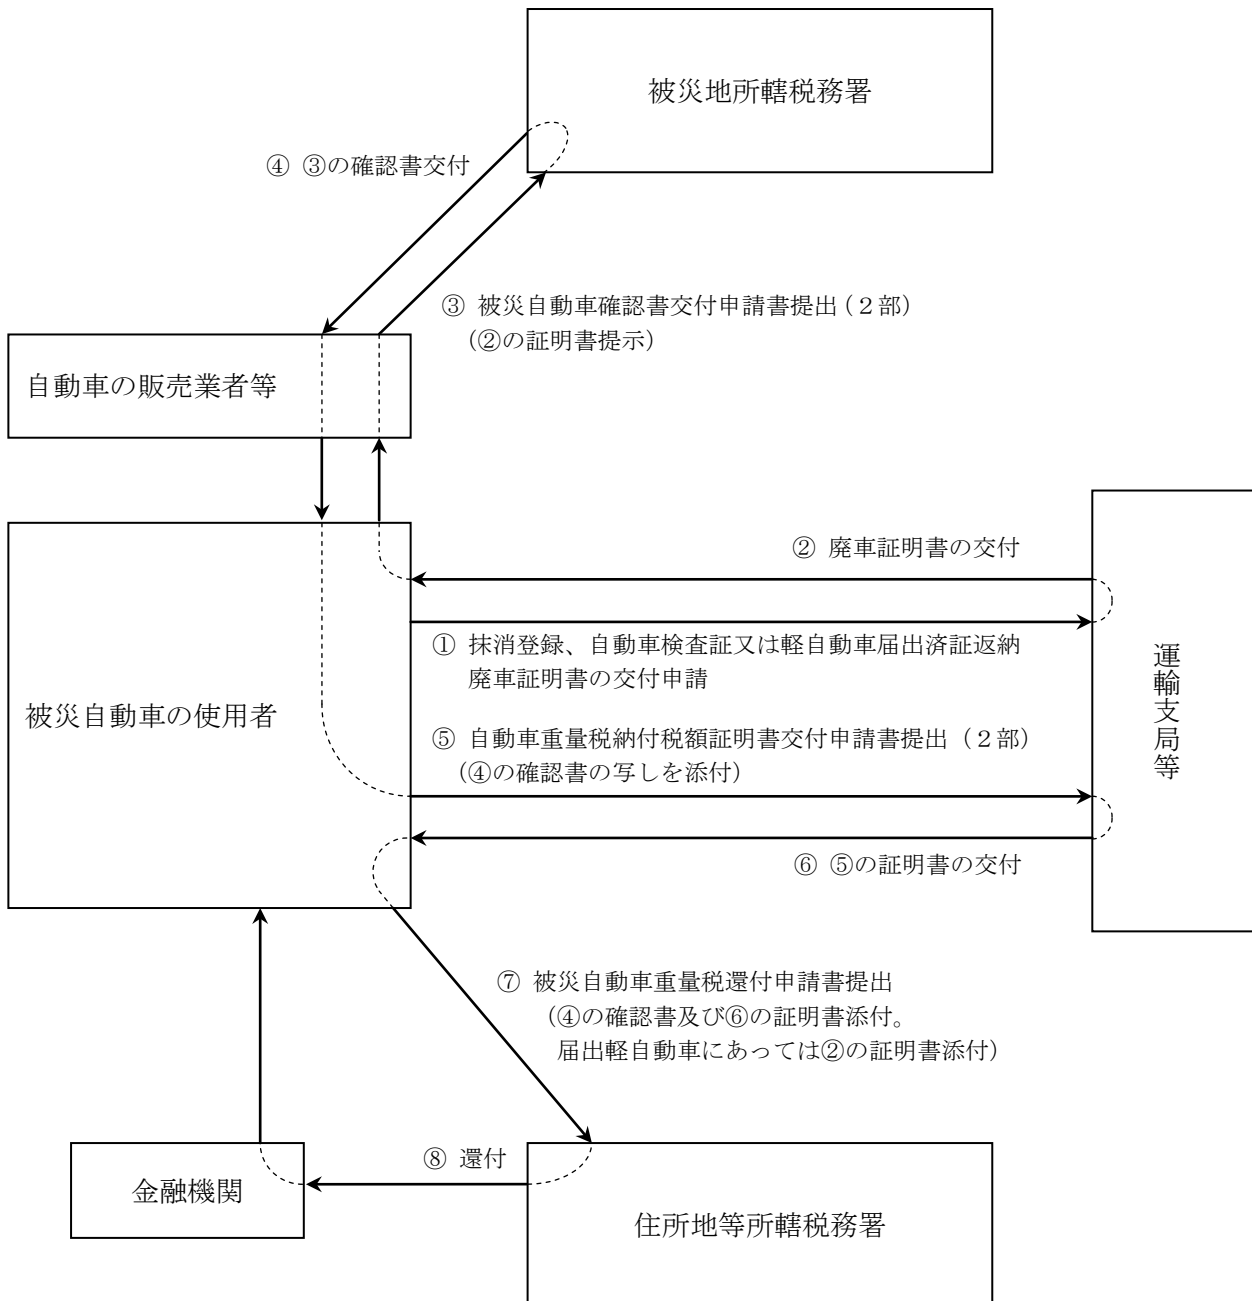 被災地所轄税務署
④ ③の確認書交付
③ 被災自動車確認書交付申請書提出(２部)
(②の証明書提示)
自動車の販売業者等
② 廃車証明書の交付
① 抹消登録、自動車検査証又は軽自動車届出済証返納
廃車証明書の交付申請
運輸支局等
被災自動車の使用者
⑤ 自動車重量税納付税額証明書交付申請書提出（２部）
(④の確認書の写しを添付)
⑥ ⑤の証明書の交付
⑦ 被災自動車重量税還付申請書提出
(④の確認書及び⑥の証明書添付。
届出軽自動車にあっては②の証明書添付)
⑧ 還付
金融機関
住所地等所轄税務署